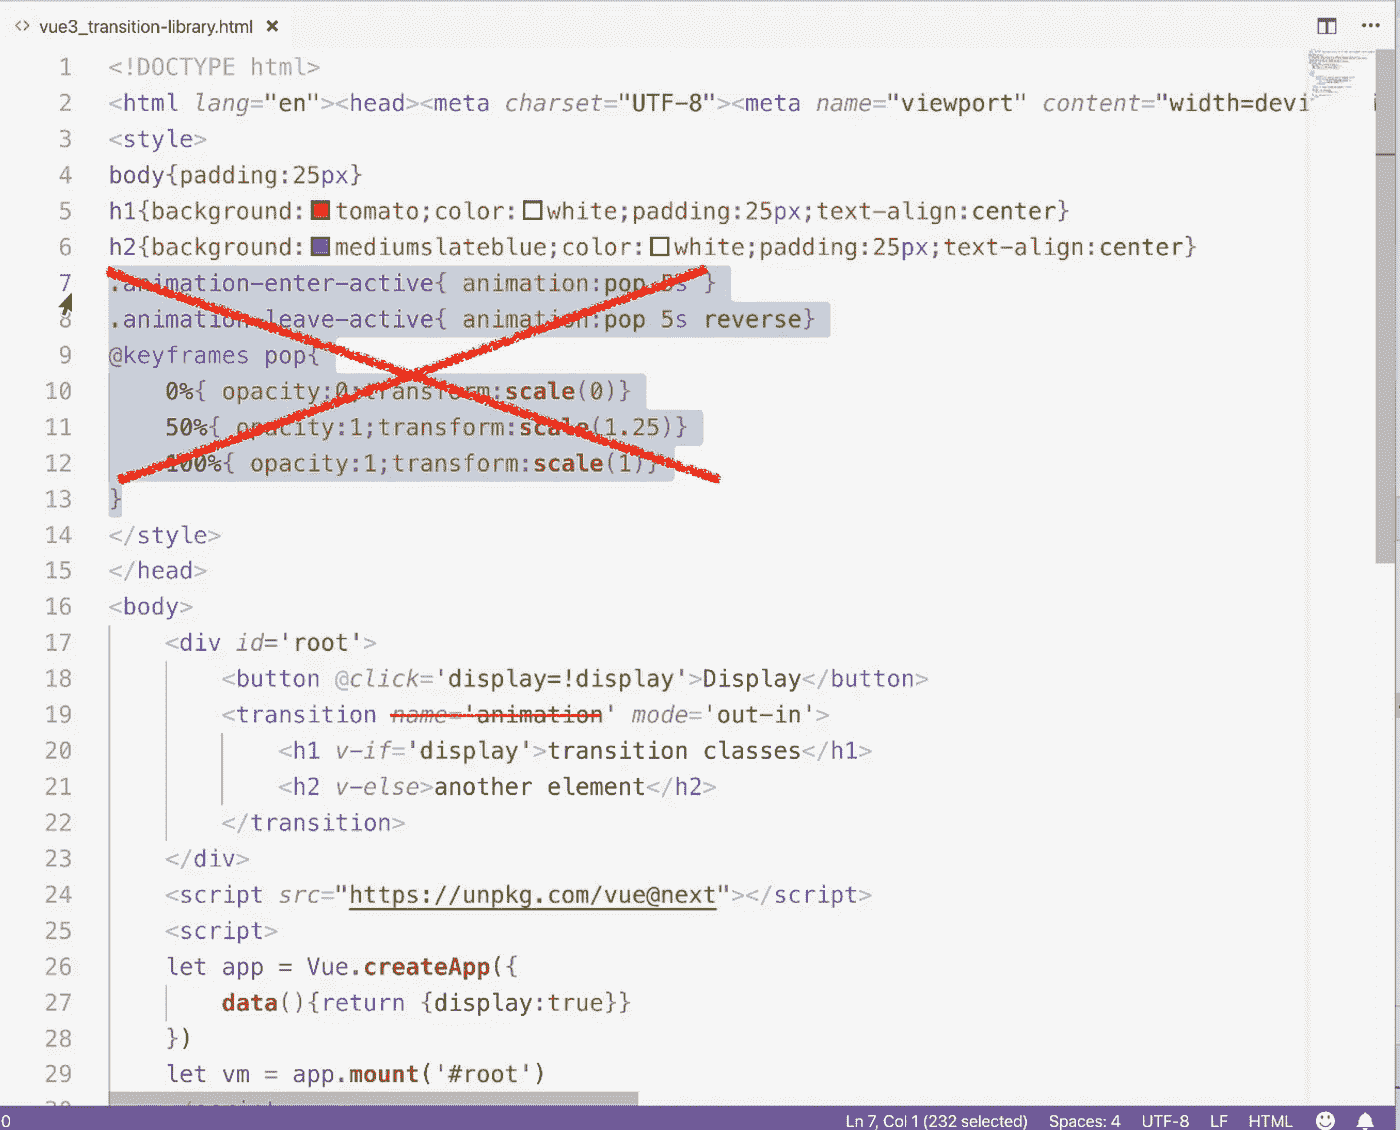 <> vue3_transition-library.html ×
1 <!DOCTYPE html>
2 <html lang="en"><head><meta charset="UTF-8"><meta name="viewport" content="width=devi
3 <style>
4 body{padding:25px}
5 h1{background:tomato;color:white;padding:25px;text-align:center}
6 h2{background:mediumslateblue;color:white;padding:25px;text-align:center}
7 .animation-enter-active{ animation:pop 5s }
8 .animation-leave-active{ animation:pop 5s reverse}
9 @keyframes pop{
10 0%{ opacity:0;transform:scale(0)}
11 50%{ opacity:1;transform:scale(1.25)}
12 100%{ opacity:1;transform:scale(1)}
13 }
14 </style>
15 </head>
16 <body>
17 <div id='root'>
18 <button @click='display=!display'>Display</button>
19 <transition name='animation' mode='out-in'>
20 <h1 v-if='display'>transition classes</h1>
21 <h2 v-else>another element</h2>
22 </transition>
23 </div>
24 <script src="https://unpkg.com/vue@next"></script>
25 <script>
26 let app = Vue.createApp({
27 data(){return {display:true}}
28 })
29 let vm = app.mount('#root')
0 Ln 7, Col 1 (232 selected) Spaces: 4 UTF-8 LF HTML